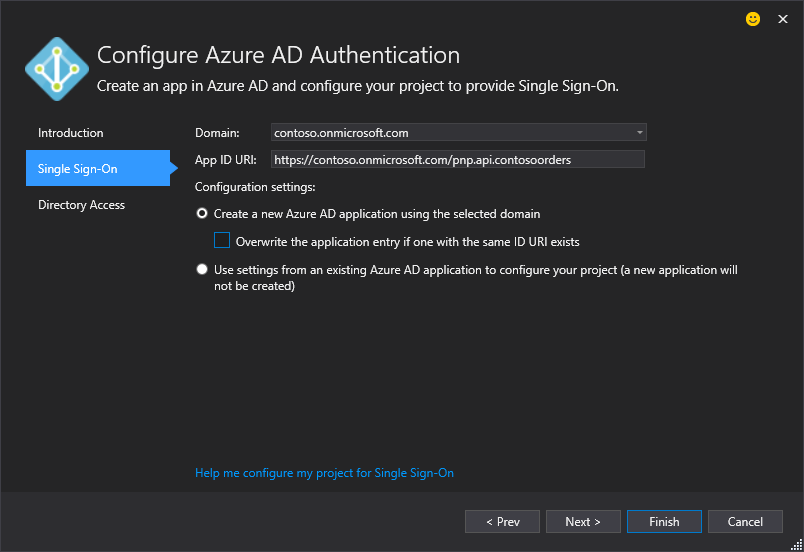 Configure Azure AD Authentication
Create an app in Azure AD and configure your project to provide Single Sign-On.
Introduction
Single Sign-On
Directory Access
Domain: contoso.onmicrosoft.com
App ID URI: https://contoso.onmicrosoft.com/pnp.api.contosoorders
Configuration settings:
Create a new Azure AD application using the selected domain
Overwrite the application entry if one with the same ID URI exists
Use settings from an existing Azure AD application to configure your project (a new application will
not be created)
Help me configure my project for Single Sign-On
< Prev
Next >
Finish
Cancel